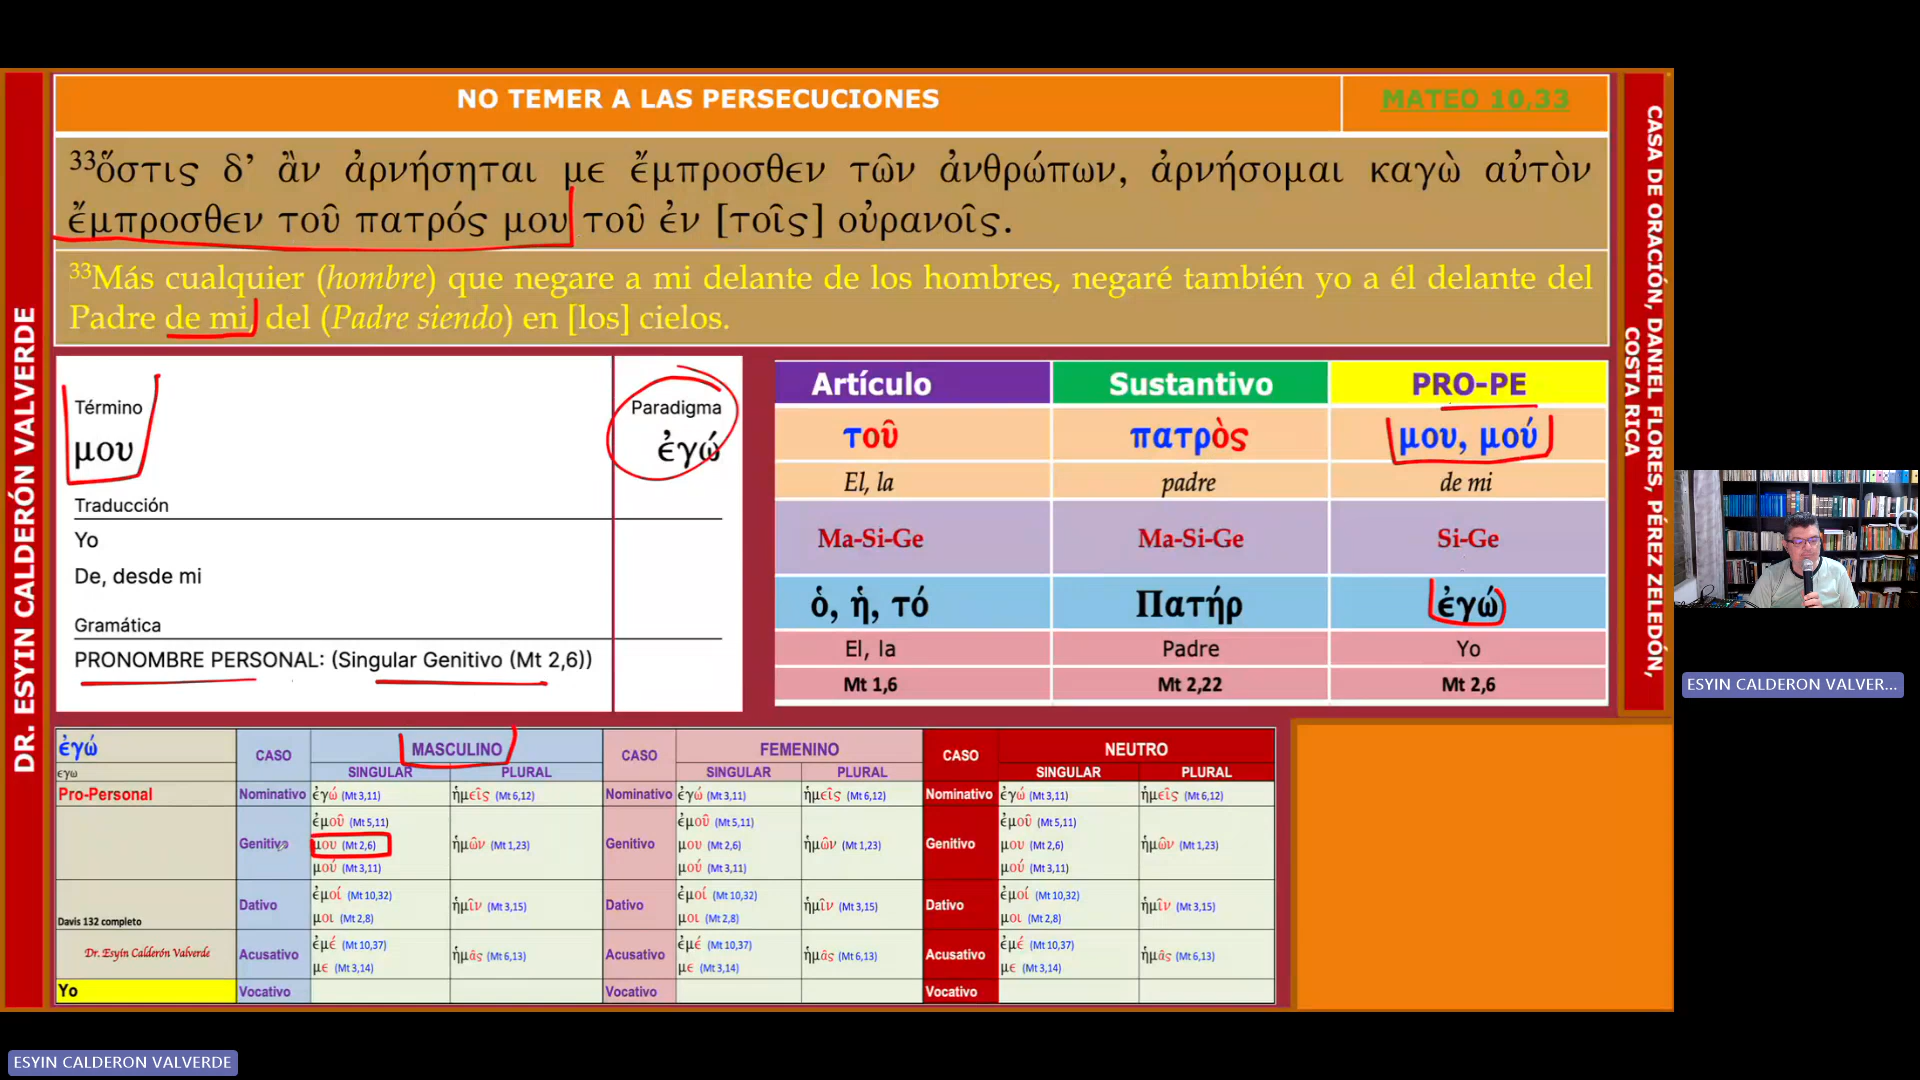 NO TEMER A LAS PERSECUCIONES
MATEO 10,33
³³ὅστις δ’ ἂν ἀρνήσηται με ἔμπροσθεν τῶν ἀνθρώπων, ἀρνήσομαι καγὼ αὐτὸν
ἔμπροσθεν τοῦ πατρός μου τοῦ ἐν [τοῖς] οὐρανοῖς.
³³Más cualquier (hombre) que negare a mi delante de los hombres, negaré también yo a él delante del
Padre de mi, del (Padre siendo) en [los] cielos.
DR. ESYIN CALDERÓN VALVERDE
CASA DE ORACIÓN, DANIEL FLORES, PÉREZ ZELEDÓN,
COSTA RICA
Término
μου
Paradigma
ἐγώ
Traducción
Yo
De, desde mi
Gramática
PRONOMBRE PERSONAL: (Singular Genitivo (Mt 2,6))
Artículo Sustantivo PRO-PE
τοῦ πατρὸς μου, μού
El, la padre de mi
Ma-Si-Ge Ma-Si-Ge Si-Ge
ὁ, ἡ, τό Πατήρ ἐγώ
El, la Padre Yo
Mt 1,6 Mt 2,22 Mt 2,6
ἐγώ CASO MASCULINO CASO FEMENINO CASO NEUTRO
εγω SINGULAR PLURAL SINGULAR PLURAL SINGULAR PLURAL
Pro-Personal Nominativo ἐγώ (Mt 3,11) ἡμεῖς (Mt 6,12) Nominativo ἐγώ (Mt 3,11) ἡμεῖς (Mt 6,12) Nominativo ἐγώ (Mt 3,11) ἡμεῖς (Mt 6,12)
ἐμοῦ (Mt 5,11) ἐμοῦ (Mt 5,11) ἐμοῦ (Mt 5,11)
Genitivo μου (Mt 2,6) ἡμῶν (Mt 1,23) Genitivo μου (Mt 2,6) ἡμῶν (Mt 1,23) Genitivo μου (Mt 2,6) ἡμῶν (Mt 1,23)
μού (Mt 3,11) μού (Mt 3,11) μού (Mt 3,11)
ἐμοί (Mt 10,32) ἐμοί (Mt 10,32) ἐμοί (Mt 10,32)
Dativo ἡμῖν (Mt 3,15) Dativo ἡμῖν (Mt 3,15) Dativo ἡμῖν (Mt 3,15)
Davis 132 completo μοι (Mt 2,8) μοι (Mt 2,8) μοι (Mt 2,8)
ἐμέ (Mt 10,37) ἐμέ (Mt 10,37) ἐμέ (Mt 10,37)
Dr. Esyín Calderón Valverde Acusativo ἡμᾶς (Mt 6,13) Acusativo ἡμᾶς (Mt 6,13) Acusativo ἡμᾶς (Mt 6,13)
με (Mt 3,14) με (Mt 3,14) με (Mt 3,14)
Yo Vocativo Vocativo Vocativo
ESYIN CALDERON VALVER...
ESYIN CALDERON VALVERDE